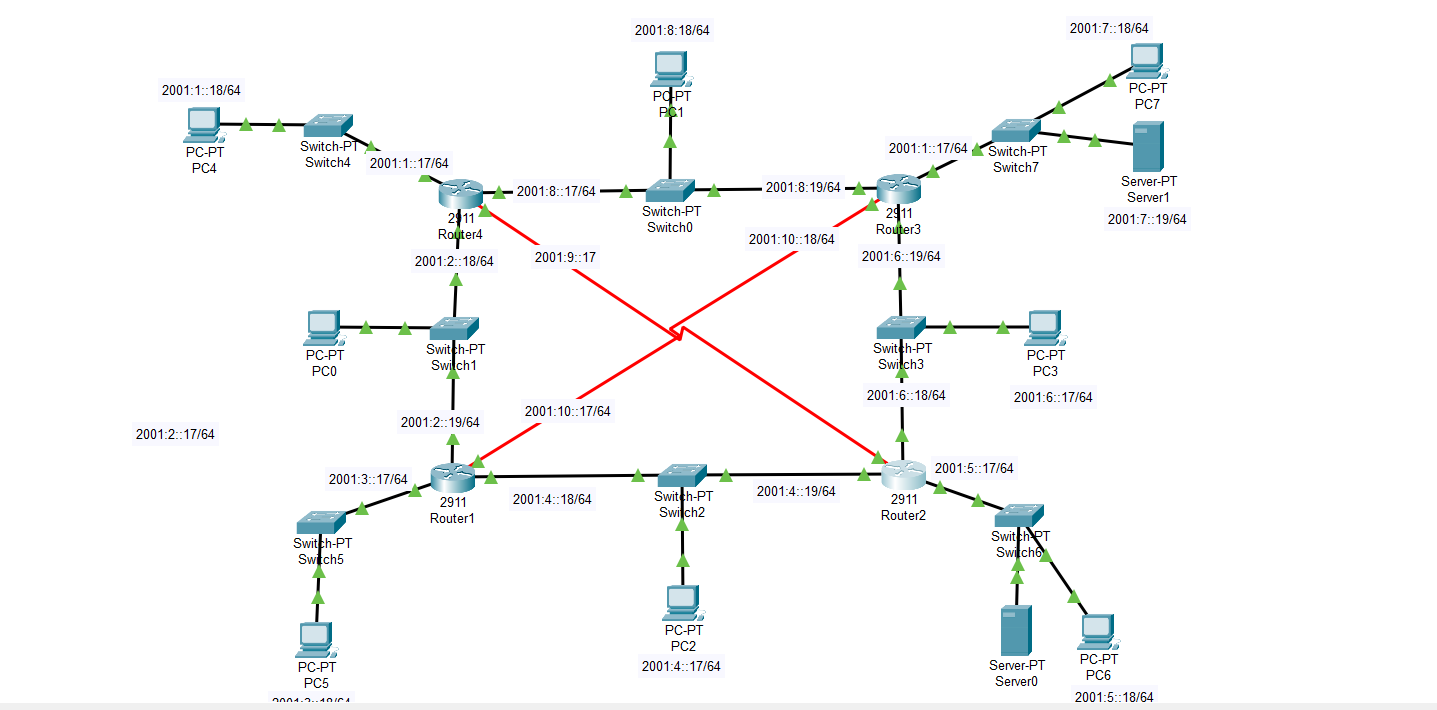 2001:8:18/64
PC-PT
PC1
2001:7::18/64
PC-PT
PC7
2001:1::18/64
PC-PT
PC4
Switch-PT
Switch4
2001:1::17/64
2911
Router4
2001:8::17/64
Switch-PT
Switch0
2001:8:19/64
2911
Router3
2001:1::17/64
Switch-PT
Switch7
Server-PT
Server1
2001:7::19/64
2001:2::18/64
2001:9::17
2001:10::18/64
2001:6::19/64
PC-PT
PC0
Switch-PT
Switch1
Switch-PT
Switch3
PC-PT
PC3
2001:6::17/64
2001:2::17/64
2001:2::19/64
2001:10::17/64
2001:6::18/64
2001:3::17/64
2911
Router1
2001:4::18/64
Switch-PT
Switch2
2001:4::19/64
2911
Router2
2001:5::17/64
Switch-PT
Switch5
Switch-PT
Switch6
PC-PT
PC5
PC-PT
PC2
2001:4::17/64
Server-PT
Server0
PC-PT
PC6
2001:5::18/64